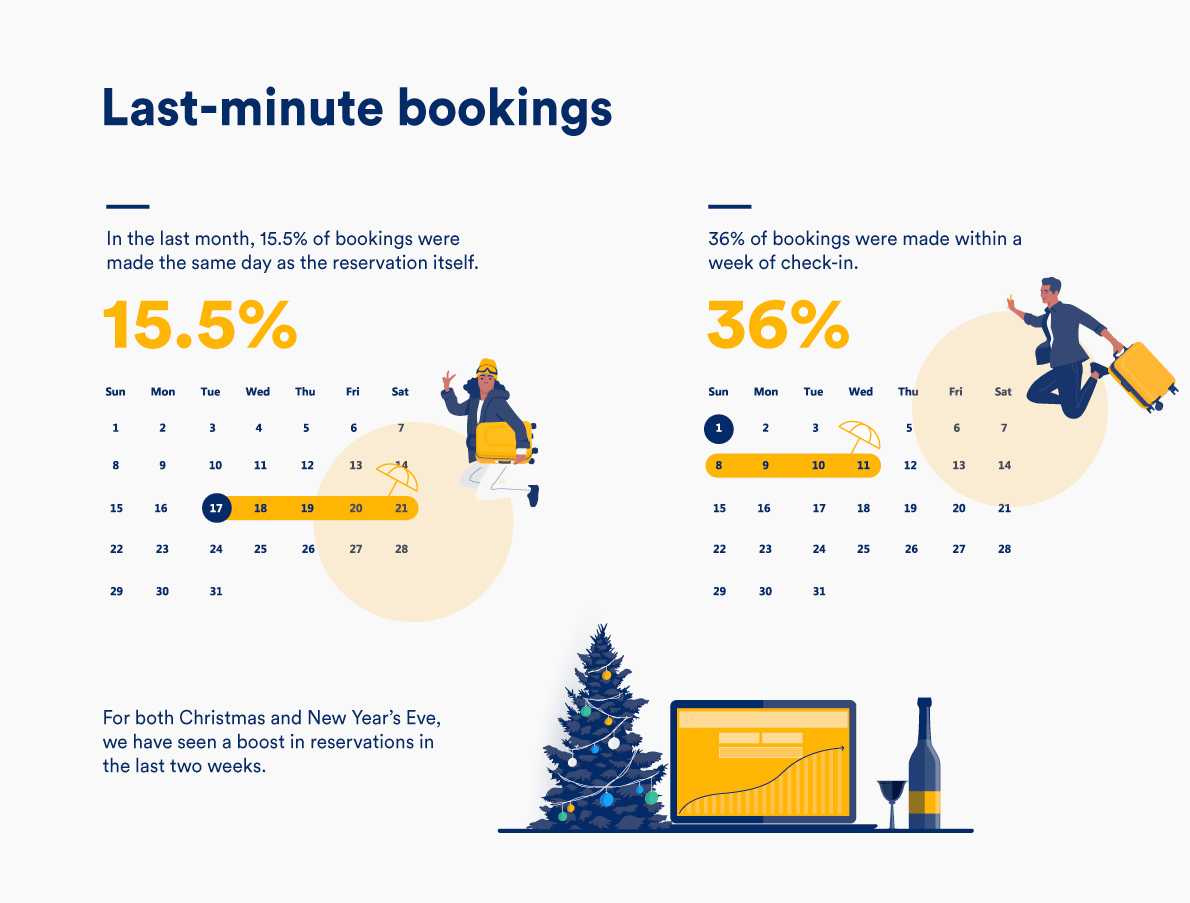 Last-minute bookings
In the last month, 15.5% of bookings were
made the same day as the reservation itself.
15.5%
Sun Mon Tue Wed Thu Fri Sat
1 2 3 4 5 6 7
8 9 10 11 12 13 14
15 16 17 18 19 20 21
22 23 24 25 26 27 28
29 30 31
36% of bookings were made within a
week of check-in.
36%
Sun Mon Tue Wed Thu Fri Sat
1 2 3 5 6 7
8 9 10 11 12 13 14
15 16 17 18 19 20 21
22 23 24 25 26 27 28
29 30 31
For both Christmas and New Year's Eve,
we have seen a boost in reservations in
the last two weeks.